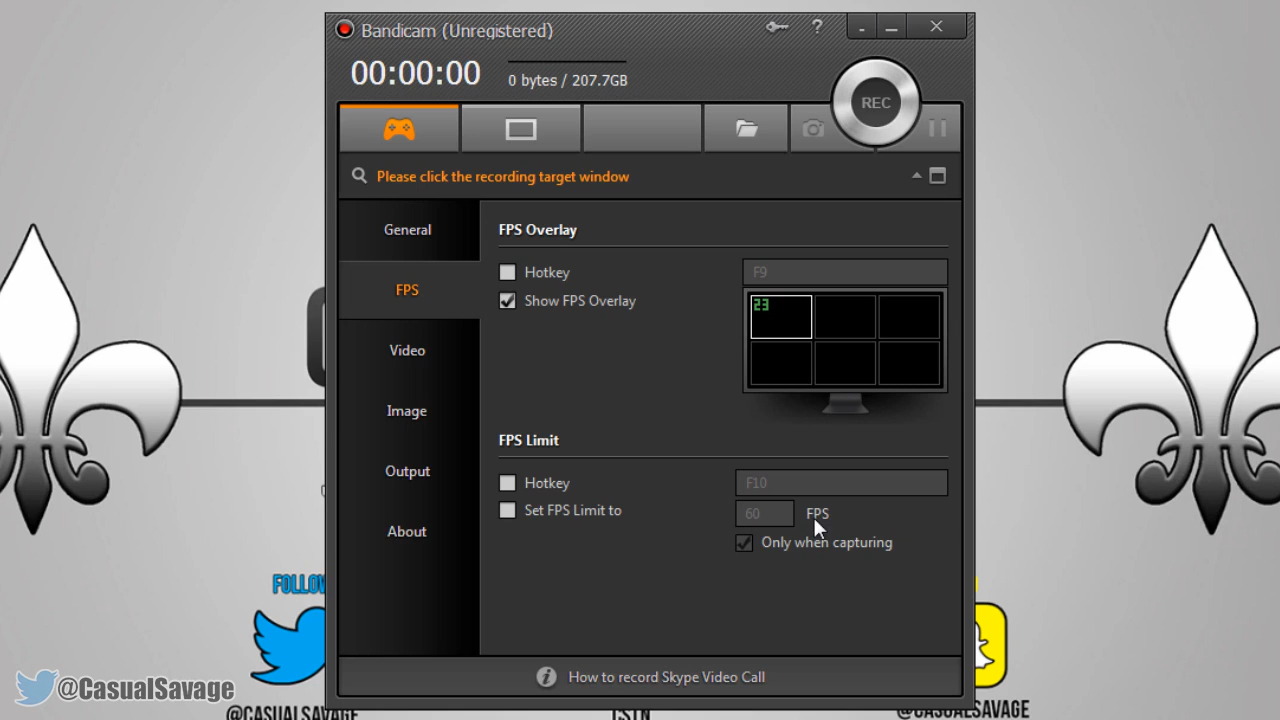 Bandicam (Unregistered)
?
00:00:00
0 bytes / 207.7GB
REC
Please click the recording target window
General
FPS
Video
Image
Output
About
FPS Overlay
Hotkey
F9
Show FPS Overlay
23
FPS Limit
Hotkey
F10
Set FPS Limit to
60
FPS
Only when capturing
How to record Skype Video Call
FOLLOW
@CasualSavage
@CASUALSAVAGE
@CASUALSAVAGE